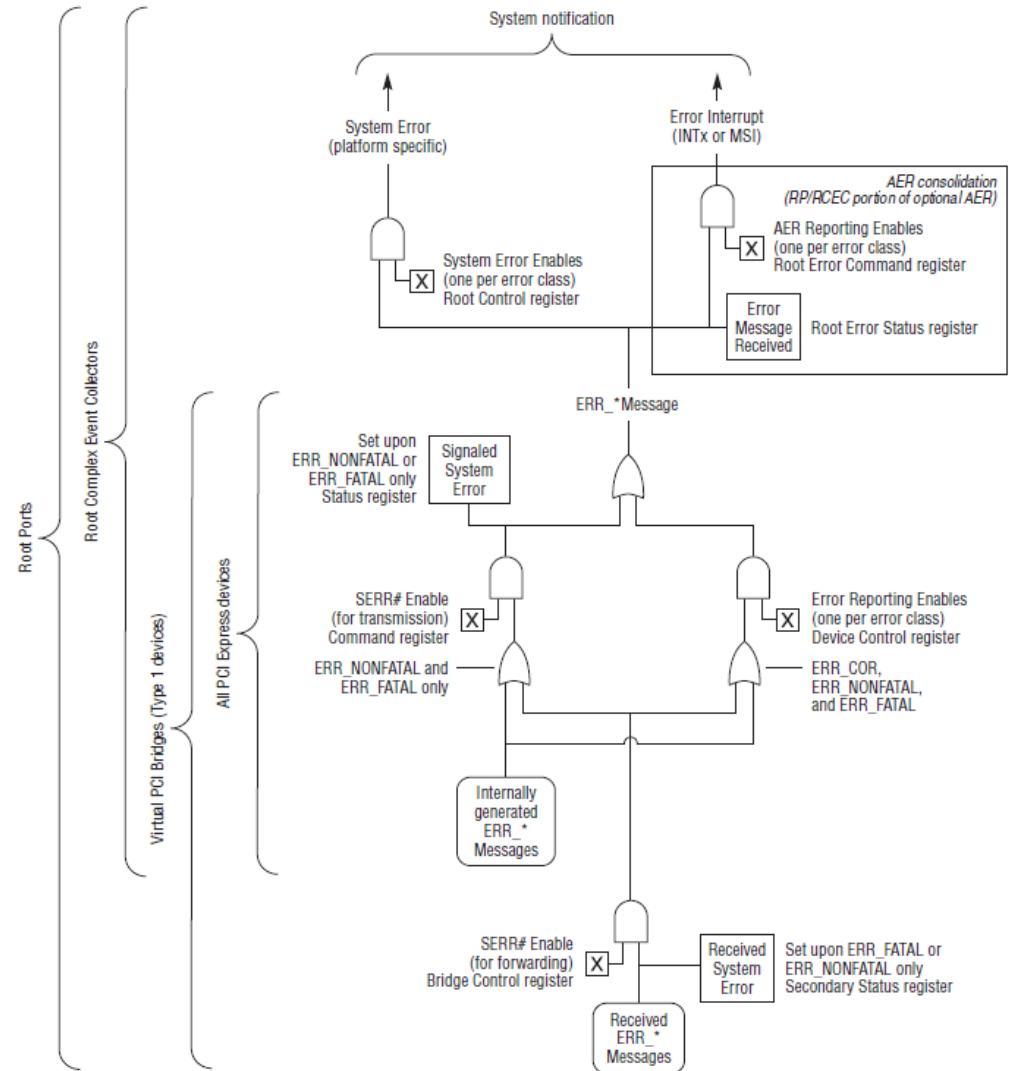 System notification
System Error
(platform specific)
Error Interrupt
(INTx or MSI)
AER consolidation
(RP/RCEC portion of optional AER)
AER Reporting Enables
(one per error class)
Root Error Command register
X
System Error Enables
(one per error class)
Root Control register
X
Error
Message
Received
Root Error Status register
ERR_*Message
Set upon
ERR_NONFATAL or
ERR_FATAL only
Status register
Signaled
System
Error
SERR# Enable
(for transmission)
Command register
X
Error Reporting Enables
(one per error class)
Device Control register
X
ERR_NONFATAL and
ERR_FATAL only
ERR_COR,
ERR_NONFATAL,
and ERR_FATAL
Internally
generated
ERR_*
Messages
SERR# Enable
(for forwarding)
Bridge Control register
X
Received
System
Error
Set upon ERR_FATAL or
ERR_NONFATAL only
Secondary Status register
Received
ERR_*
Messages
Root Ports
Root Complex Event Collectors
Virtual PCI Bridges (Type 1 devices)
All PCI Express devices